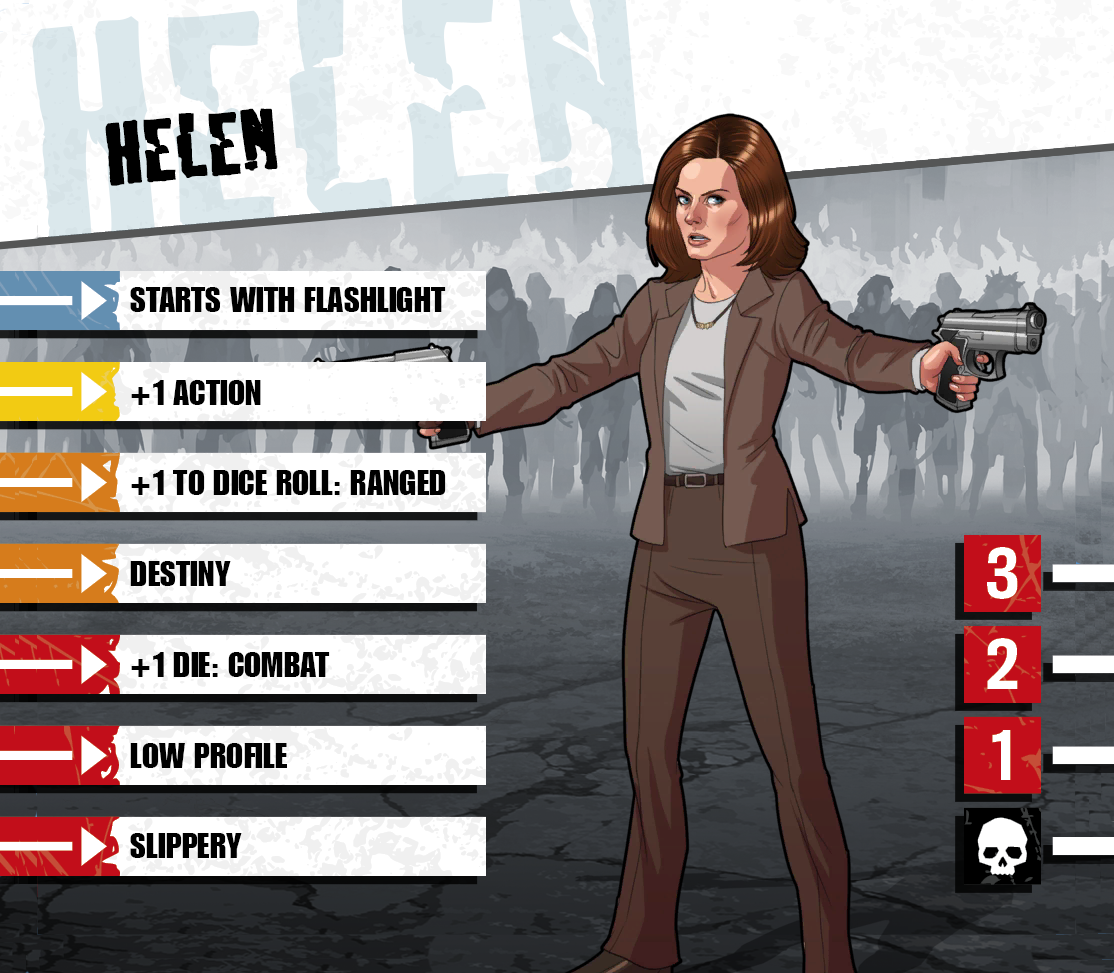 HELEN
HELEN
STARTS WITH FLASHLIGHT
+1 ACTION
+1 TO DICE ROLL: RANGED
DESTINY
+1 DIE: COMBAT
LOW PROFILE
SLIPPERY
3
2
1